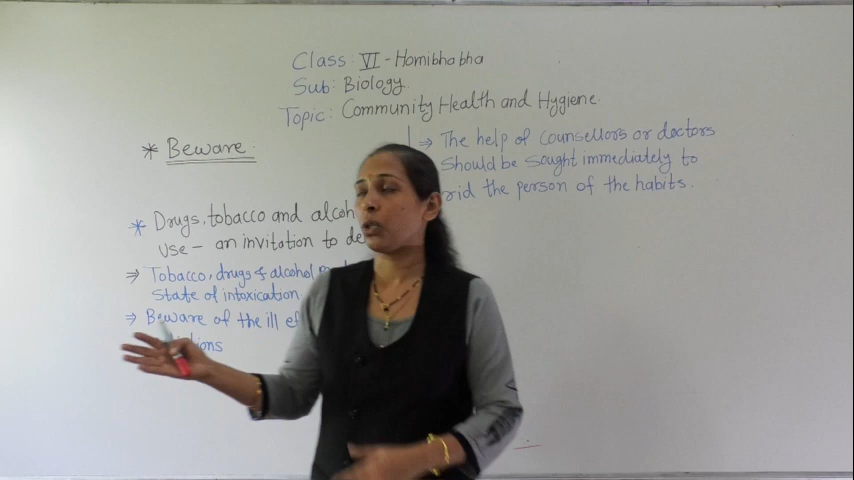 Class: VI - Homibhabha
Sub: Biology.
Topic: Community Health and Hygiene.
* Beware:
* Drugs, tobacco and alcoh
use - an invitation to de
⇒ Tobacco, drugs & alcohol
State of intoxication.
⇒ Beware of the ill ef
⇒ The help of Counsellors or doctors
Should be Sought immediately to
rid the person of the habits.